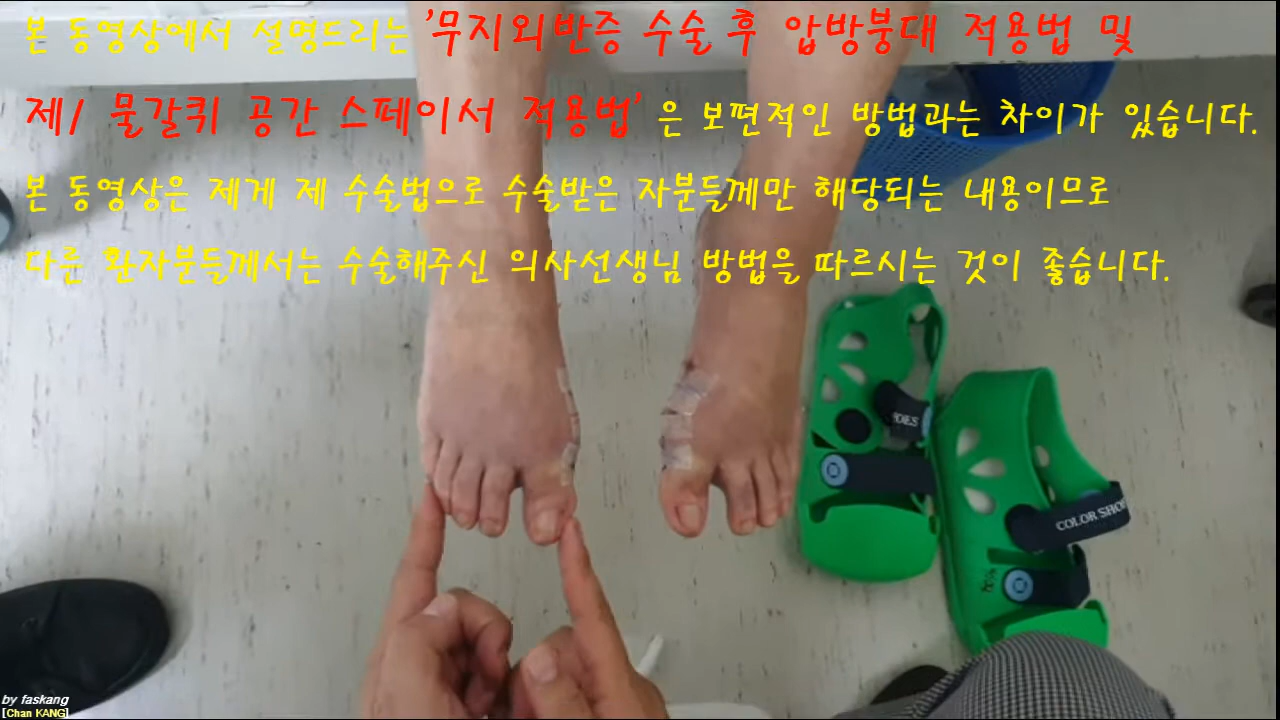 본 동영상에서 설명드리는 '무지외반증 수술 후 압방붕대 적용법 및
제1 물갈퀴 공간 스페이서 적용법' 은 보편적인 방법과는 차이가 있습니다.
본 동영상은 제게 제 수술법으로 수술받은 자분들께만 해당되는 내용이므로
다른 환자분들께서는 수술해주신 의사선생님 방법을 따르시는 것이 좋습니다.
COLOR SHOES
by faskang
[Chan KANG]